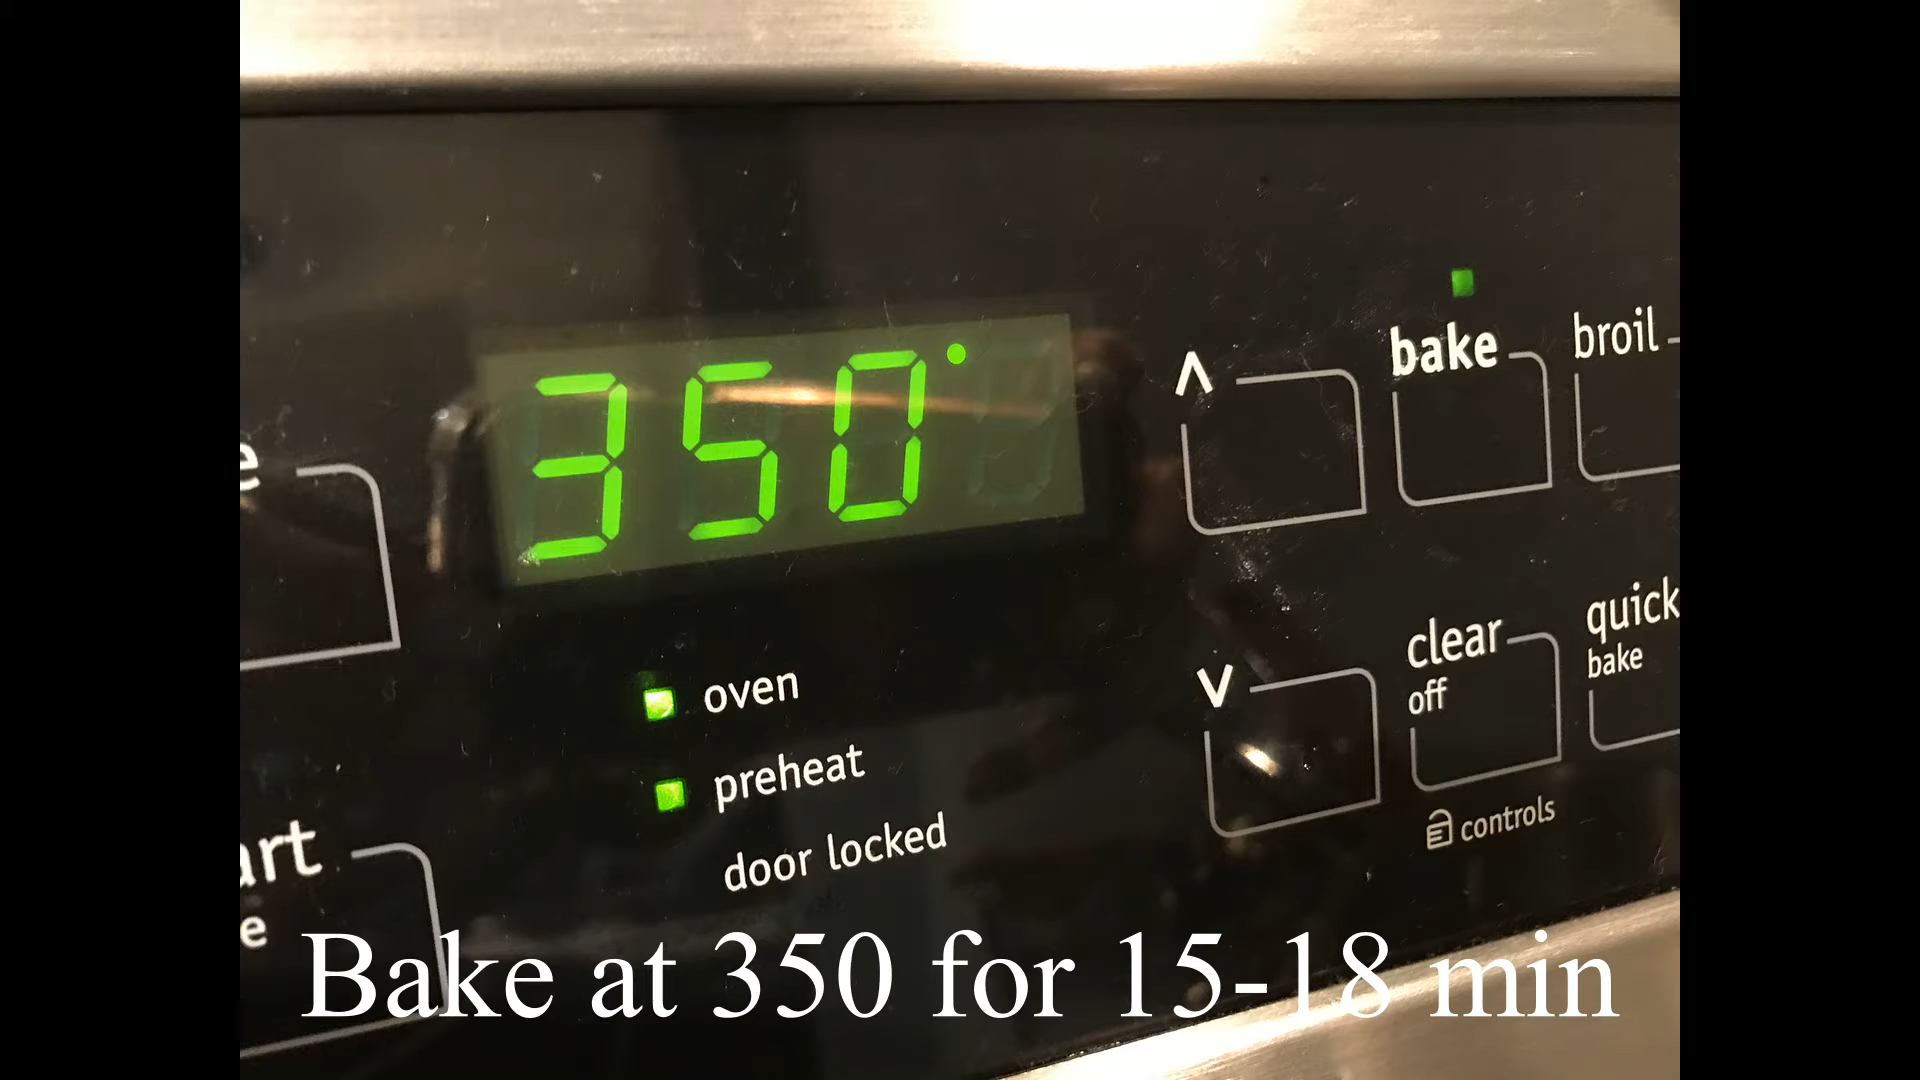 350°
bake
broil
oven
preheat
door locked
clear
off
quick
bake
controls
Bake at 350 for 15-18 min